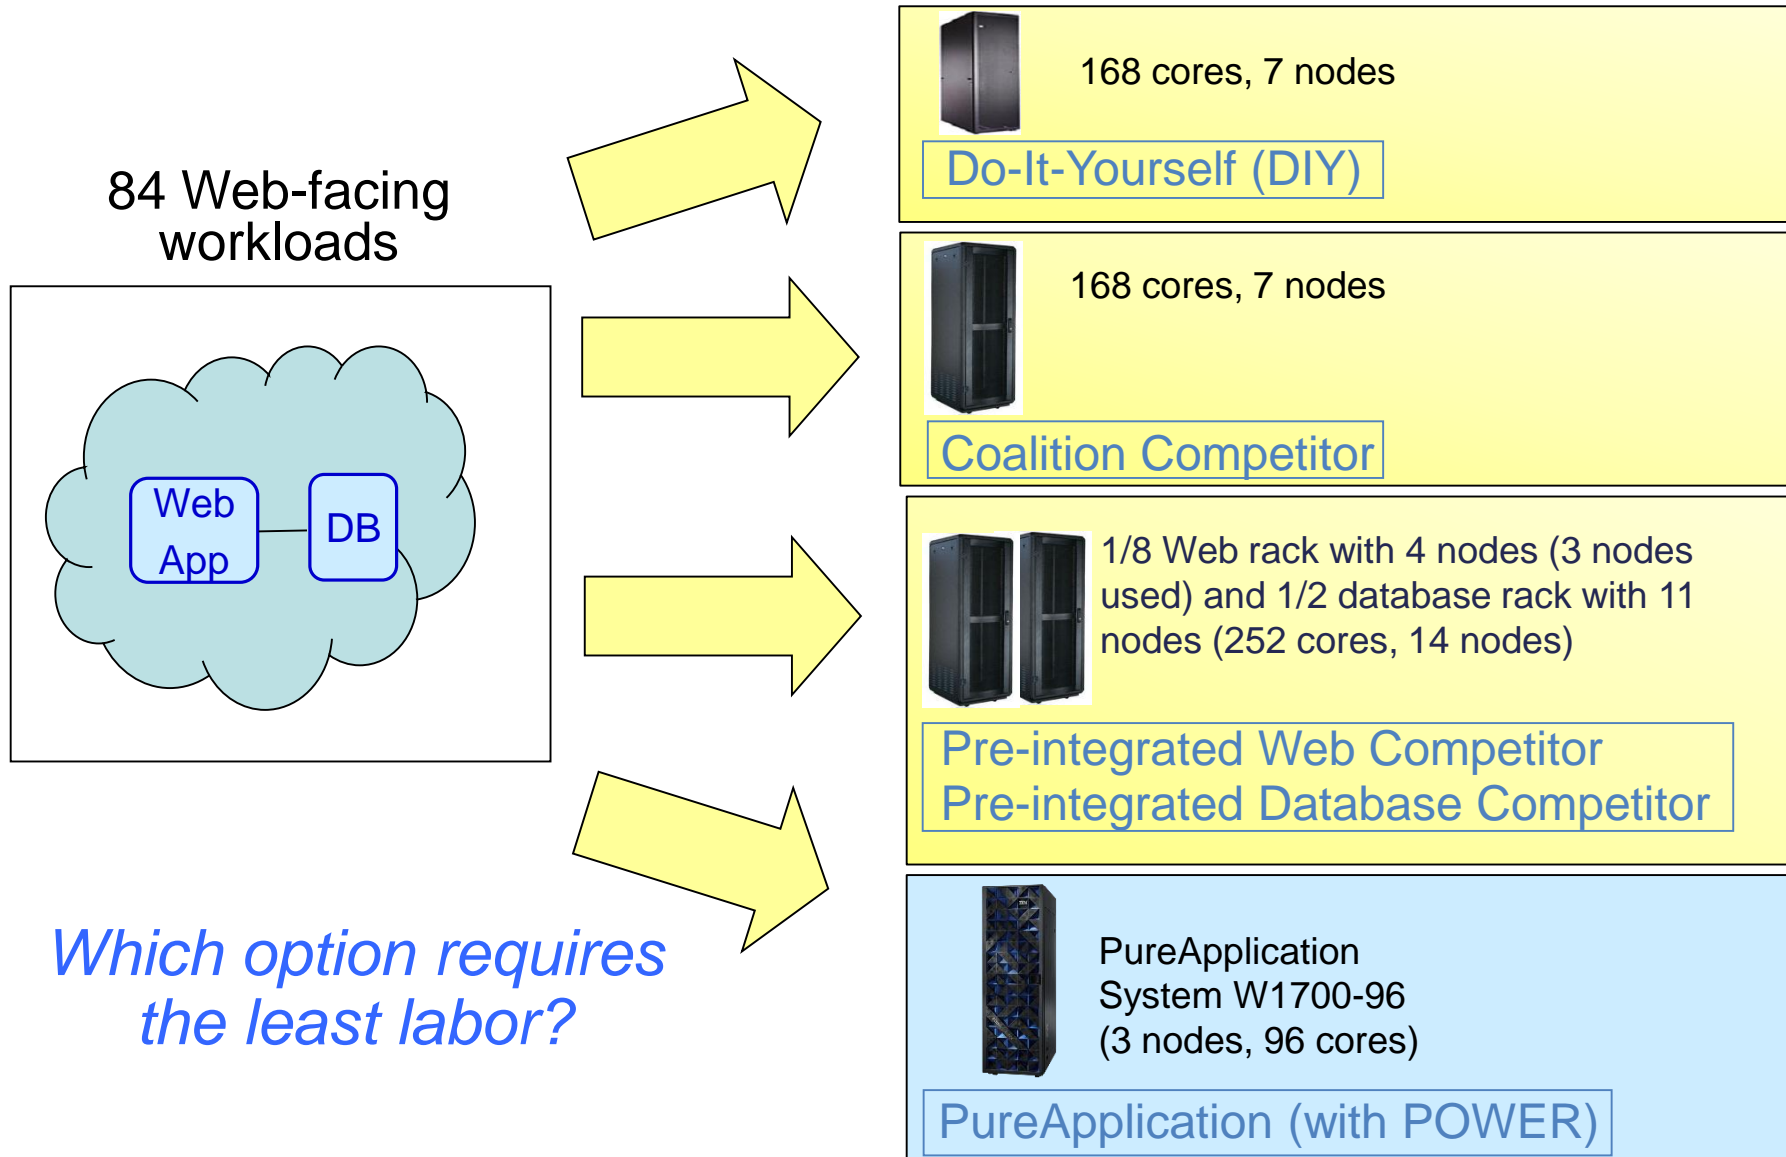 84 Web-facing
workloads
Web
App
DB
Which option requires
the least labor?
168 cores, 7 nodes
Do-It-Yourself (DIY)
168 cores, 7 nodes
Coalition Competitor
1/8 Web rack with 4 nodes (3 nodes
used) and 1/2 database rack with 11
nodes (252 cores, 14 nodes)
Pre-integrated Web Competitor
Pre-integrated Database Competitor
PureApplication
System W1700-96
(3 nodes, 96 cores)
PureApplication (with POWER)